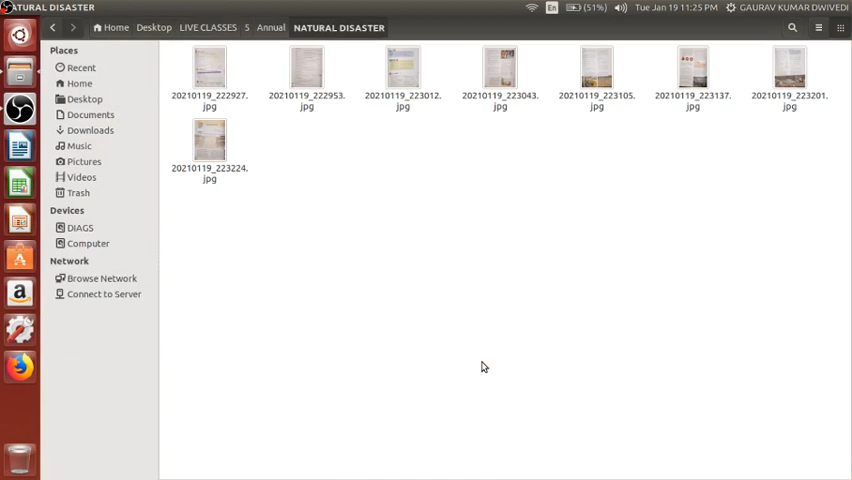 NATURAL DISASTER
En (51%) Tue Jan 19 11:25 PM GAURAV KUMAR DWIVEDI
Home Desktop LIVE CLASSES 5 Annual NATURAL DISASTER
Places
Recent
Home
Desktop
Documents
Downloads
Music
Pictures
Videos
Trash
Devices
DIAGS
Computer
Network
Browse Network
Connect to Server
20210119_222927.
jpg
20210119_222953.
jpg
20210119_223012.
jpg
20210119_223043.
jpg
20210119_223105.
jpg
20210119_223137.
jpg
20210119_223201.
jpg
20210119_223224.
jpg